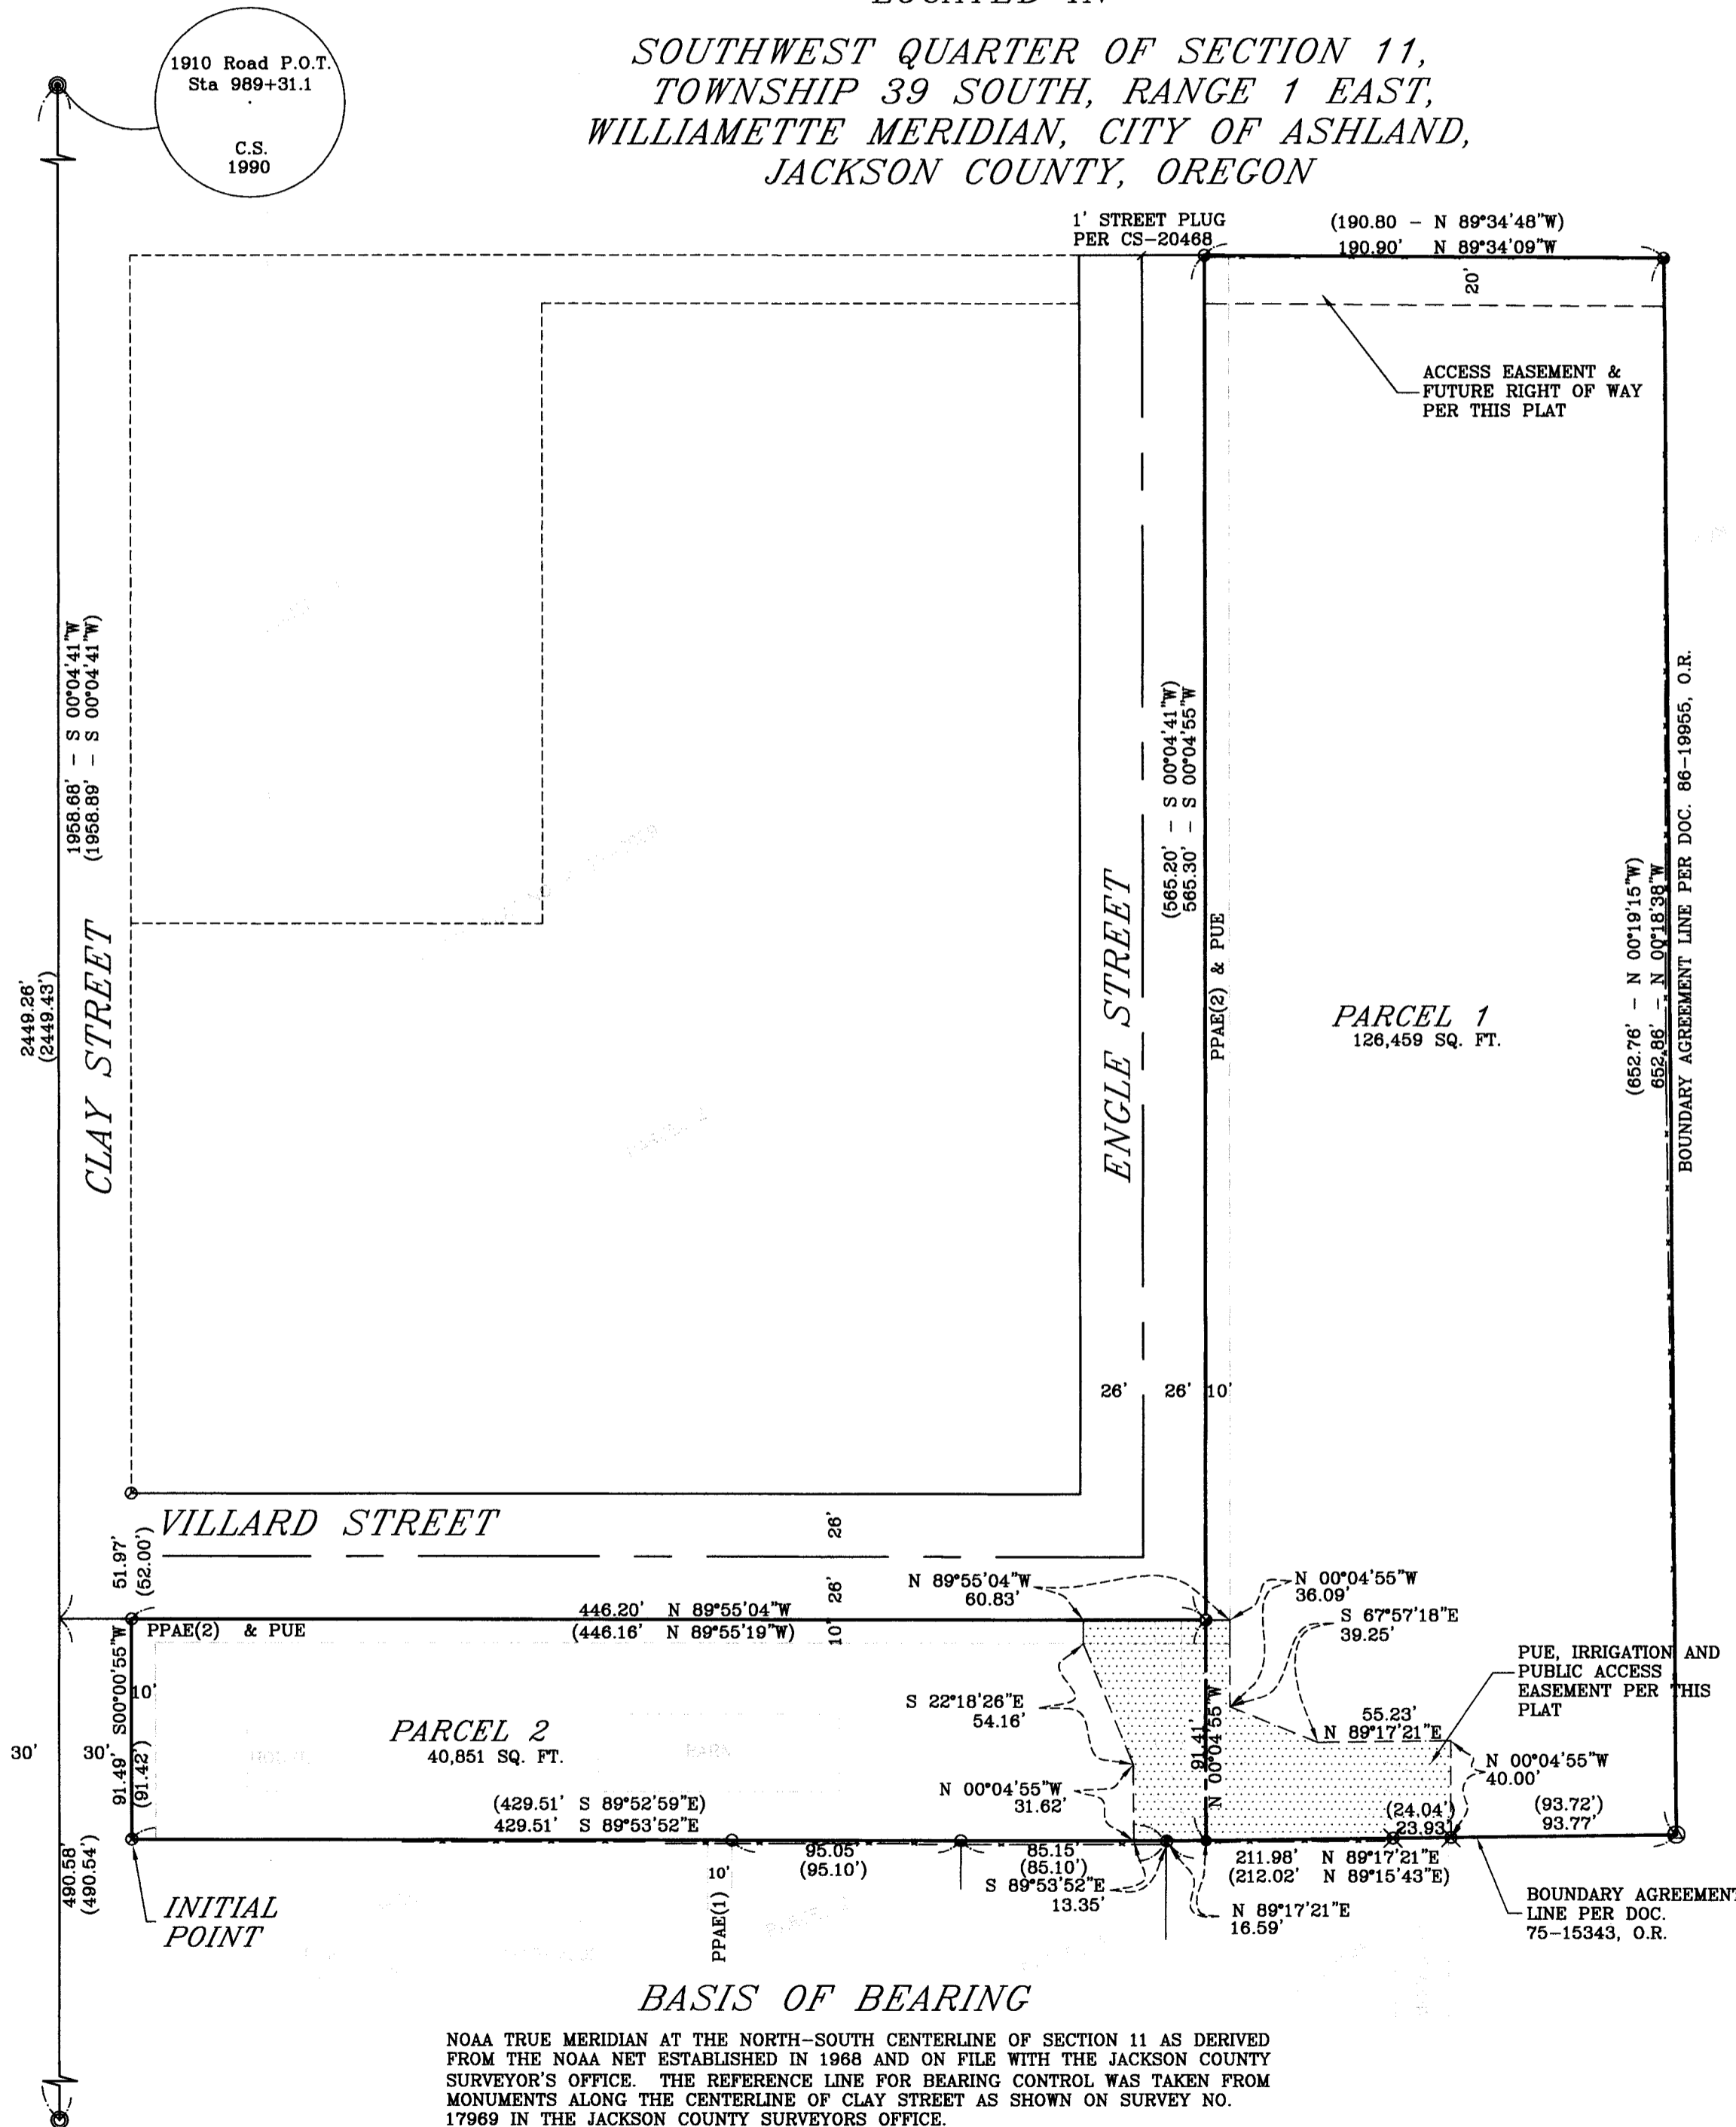 LOCATED IN
SOUTHWEST QUARTER OF SECTION 11,
TOWNSHIP 39 SOUTH, RANGE 1 EAST,
WILLIAMETTE MERIDIAN, CITY OF ASHLAND,
JACKSON COUNTY, OREGON
1910 Road P.O.T.
Sta 989+31.1
C.S.
1990
1' STREET PLUG
PER CS-20468
(190.80 - N 89°34'48"W)
190.90' N 89°34'09"W
20'
ACCESS EASEMENT &
FUTURE RIGHT OF WAY
PER THIS PLAT
1958.68' - S 00°04'41"W
(1958.89' - S 00°04'41"W)
2449.26'
(2449.43')
CLAY STREET
ENGLE STREET
(565.20' - S 00°04'41"W)
565.30' - S 00°04'55"W
PPAE(2) & PUE
PARCEL 1
126,459 SQ. FT.
(652.76' - N 00°19'15"W)
652.86' - N 00°18'38"W
BOUNDARY AGREEMENT LINE PER DOC. 86-19955, O.R.
26'
26'
10'
VILLARD STREET
26'
51.97'
(52.00')
26'
N 89°55'04"W
60.83'
N 00°04'55"W
36.09'
446.20' N 89°55'04"W
(446.16' N 89°55'19"W)
10'
S 67°57'18"E
39.25'
PPAE(2) & PUE
PUE, IRRIGATION AND
PUBLIC ACCESS
EASEMENT PER THIS
PLAT
10'
S 22°18'26"E
54.16'
55.23'
N 89°17'21"E
PARCEL 2
40,851 SQ. FT.
30'
30'
91.49' S00°00'55"W
(91.42')
91.41'
N 00°04'55"W
N 00°04'55"W
40.00'
N 00°04'55"W
31.62'
(429.51' S 89°52'59"E)
429.51' S 89°53'52"E
(24.04')
23.93'
(93.72')
93.77'
95.05
(95.10')
85.15'
(85.10')
211.98' N 89°17'21"E
(212.02' N 89°15'43"E)
490.58'
(490.54')
10'
PPAE(1)
S 89°53'52"E
13.35'
N 89°17'21"E
16.59'
INITIAL
POINT
BOUNDARY AGREEMENT
LINE PER DOC.
75-15343, O.R.
BASIS OF BEARING
NOAA TRUE MERIDIAN AT THE NORTH-SOUTH CENTERLINE OF SECTION 11 AS DERIVED
FROM THE NOAA NET ESTABLISHED IN 1968 AND ON FILE WITH THE JACKSON COUNTY
SURVEYOR'S OFFICE. THE REFERENCE LINE FOR BEARING CONTROL WAS TAKEN FROM
MONUMENTS ALONG THE CENTERLINE OF CLAY STREET AS SHOWN ON SURVEY NO.
17969 IN THE JACKSON COUNTY SURVEYORS OFFICE.